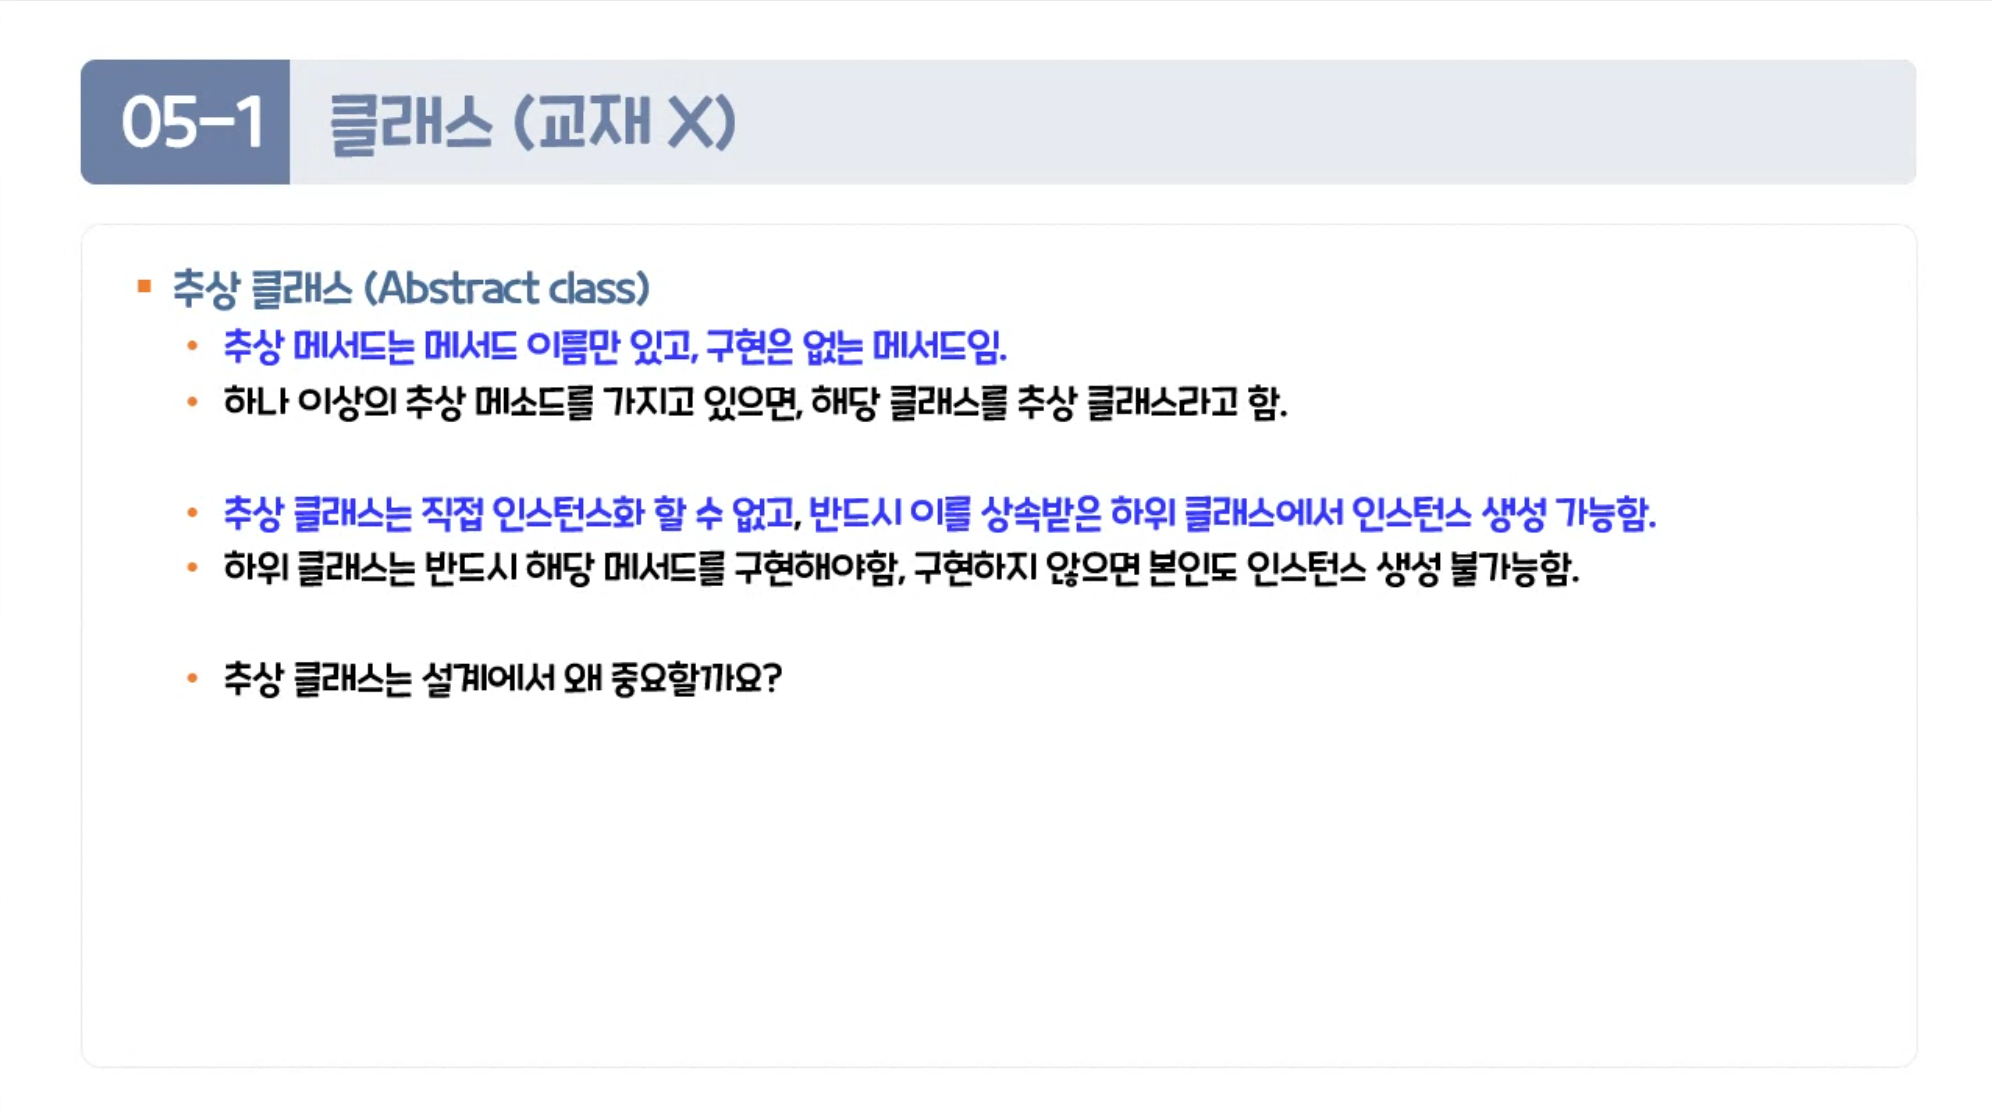 05-1 클래스 (교재 X)
추상 클래스 (Abstract class)
추상 메서드는 메서드 이름만 있고, 구현은 없는 메서드임.
하나 이상의 추상 메소드를 가지고 있으면, 해당 클래스를 추상 클래스라고 함.
추상 클래스는 직접 인스턴스화 할 수 없고, 반드시 이를 상속받은 하위 클래스에서 인스턴스 생성 가능함.
하위 클래스는 반드시 해당 메서드를 구현해야함, 구현하지 않으면 본인도 인스턴스 생성 불가능함.
추상 클래스는 설계에서 왜 중요할까요?